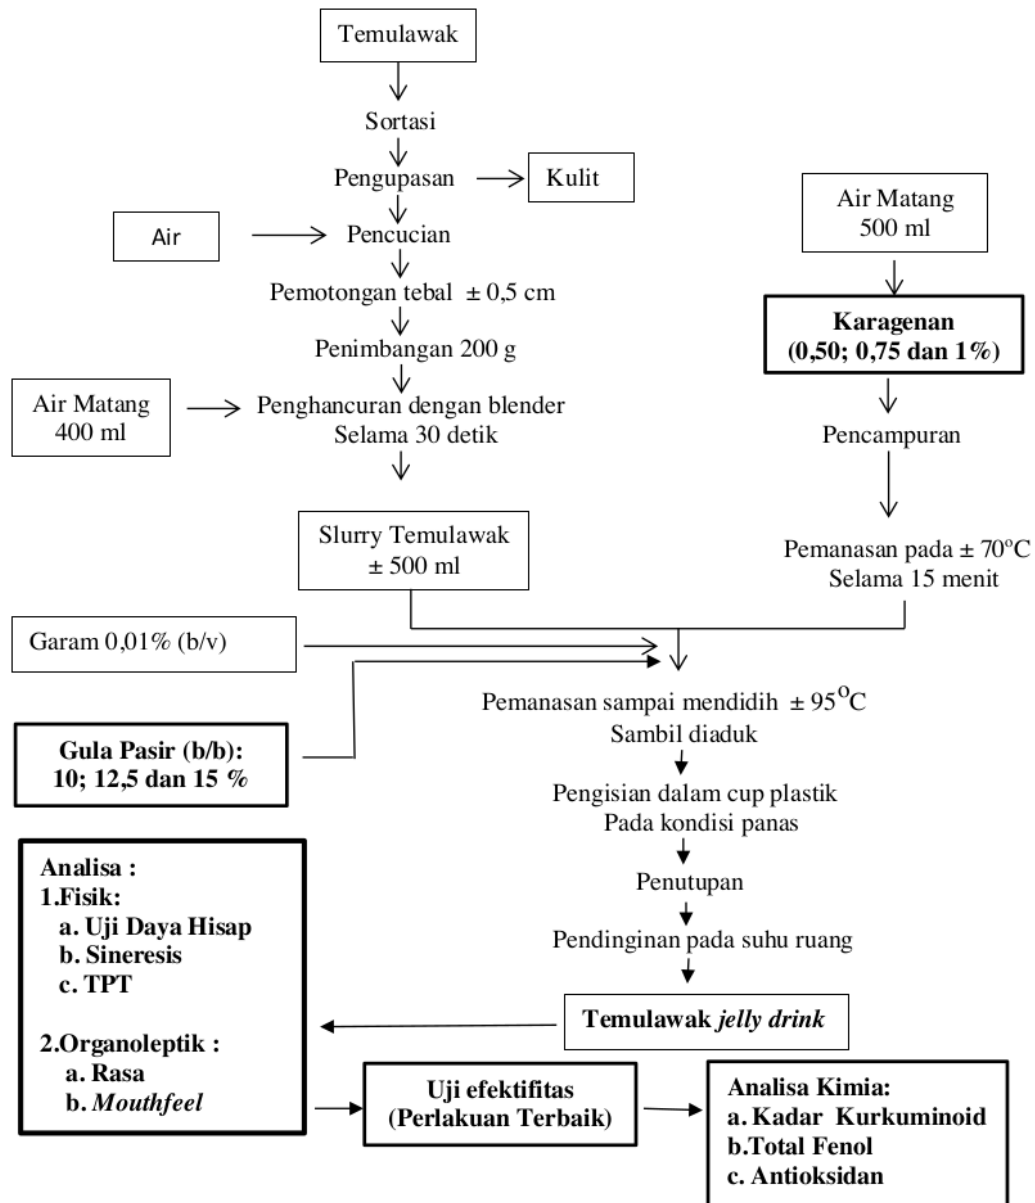 Temulawak
Sortasi
Pengupasan
Kulit
Air
Pencucian
Pemotongan tebal ± 0,5 cm
Penimbangan 200 g
Air Matang
400 ml
Penghancuran dengan blender
Selama 30 detik
Slurry Temulawak
± 500 ml
Air Matang
500 ml
Karagenan
(0,50; 0,75 dan 1%)
Pencampuran
Pemanasan pada ± 70°C
Selama 15 menit
Garam 0,01% (b/v)
Gula Pasir (b/b):
10; 12,5 dan 15 %
Pemanasan sampai mendidih ± 95°C
Sambil diaduk
Pengisian dalam cup plastik
Pada kondisi panas
Penutupan
Pendinginan pada suhu ruang
Temulawak jelly drink
Analisa :
1.Fisik:
a. Uji Daya Hisap
b. Sineresis
c. TPT
2.Organoleptik :
a. Rasa
b. Mouthfeel
Uji efektifitas
(Perlakuan Terbaik)
Analisa Kimia:
a. Kadar Kurkuminoid
b.Total Fenol
c. Antioksidan